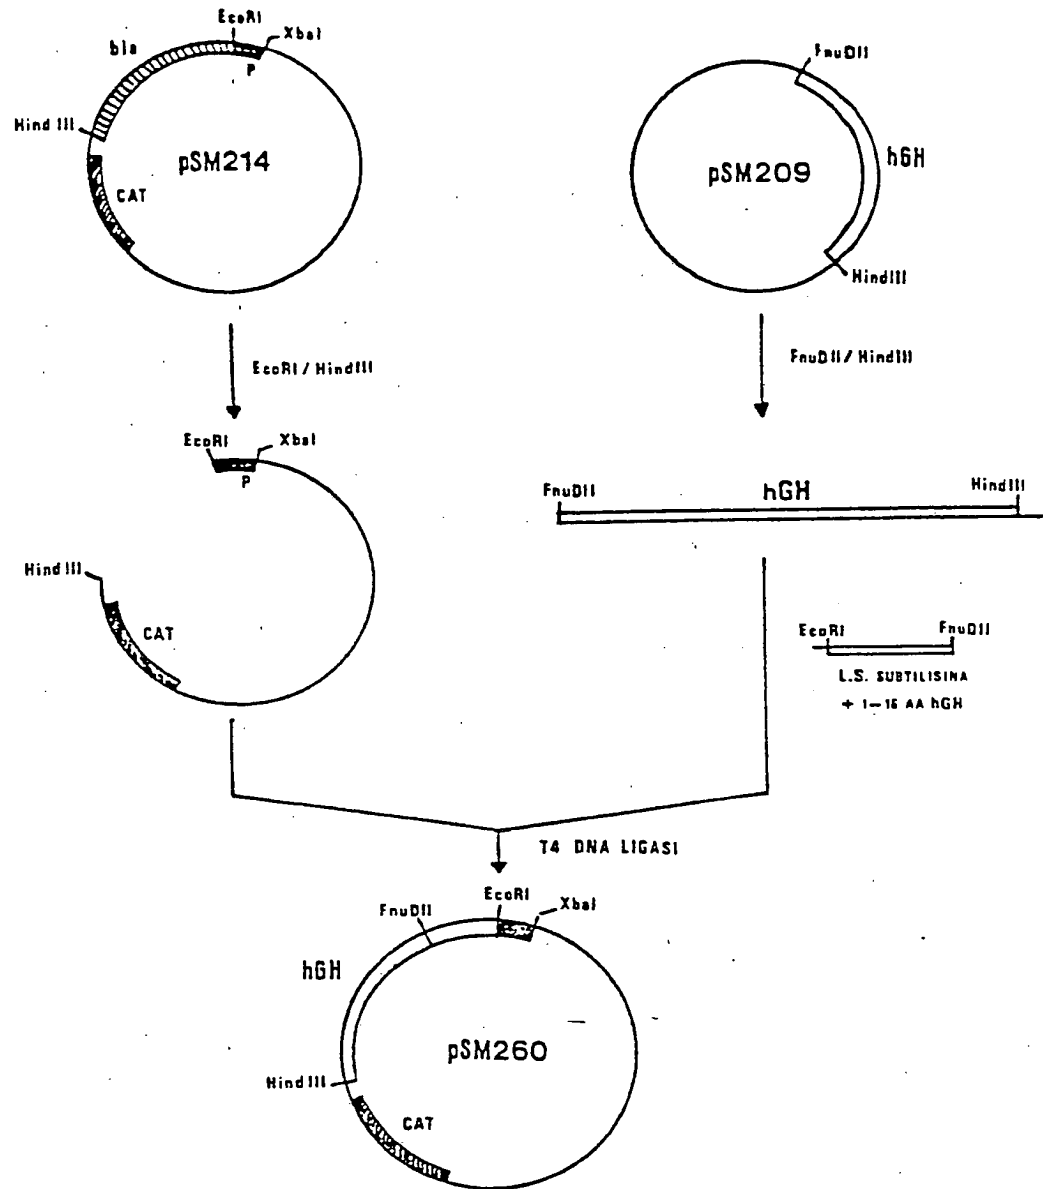 EcoRI
XbaI
bla
P
Hind III
pSM214
CAT
FnuDII
hGH
pSM209
HindIII
EcoRI / HindIII
FnuDII / HindIII
EcoRI
XbaI
P
Hind III
CAT
FnuDII
hGH
HindIII
EcoRI
FnuDII
L.S. SUBTILISINA
+ 1-16 AA hGH
T4 DNA LIGASI
EcoRI
FnuDII
XbaI
hGH
pSM260
HindIII
CAT